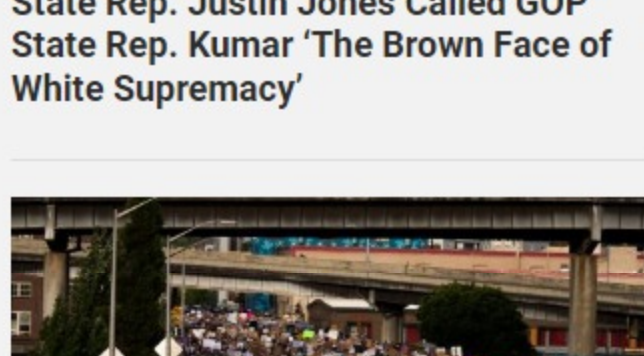 State Rep. Justin Jones Called GOP
State Rep. Kumar ‘The Brown Face of
White Supremacy’